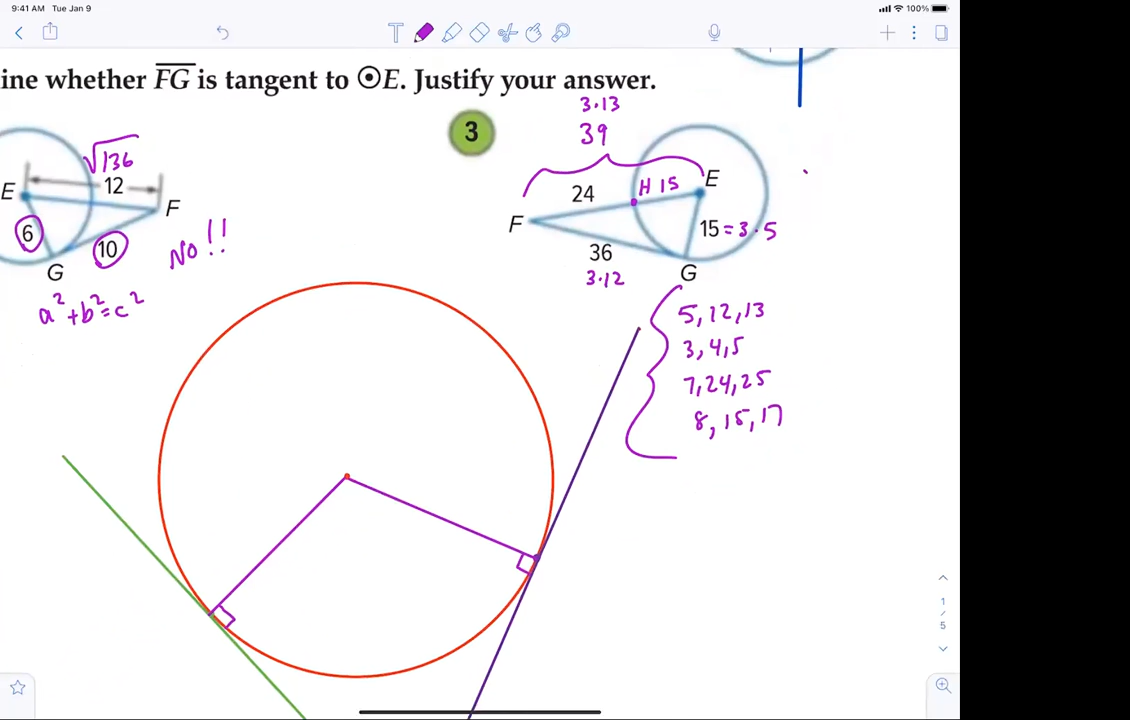 9:41 AM Tue Jan 9
100%
ine whether FG is tangent to ⊙E. Justify your answer.
3·13
3
39
√136
12
E
F
6
10
G
No!!
a²+b²=c²
24
H 15
E
F
15=3·5
36
G
3·12
5,12,13
3,4,5
7,24,25
8,15,17
1
/
5